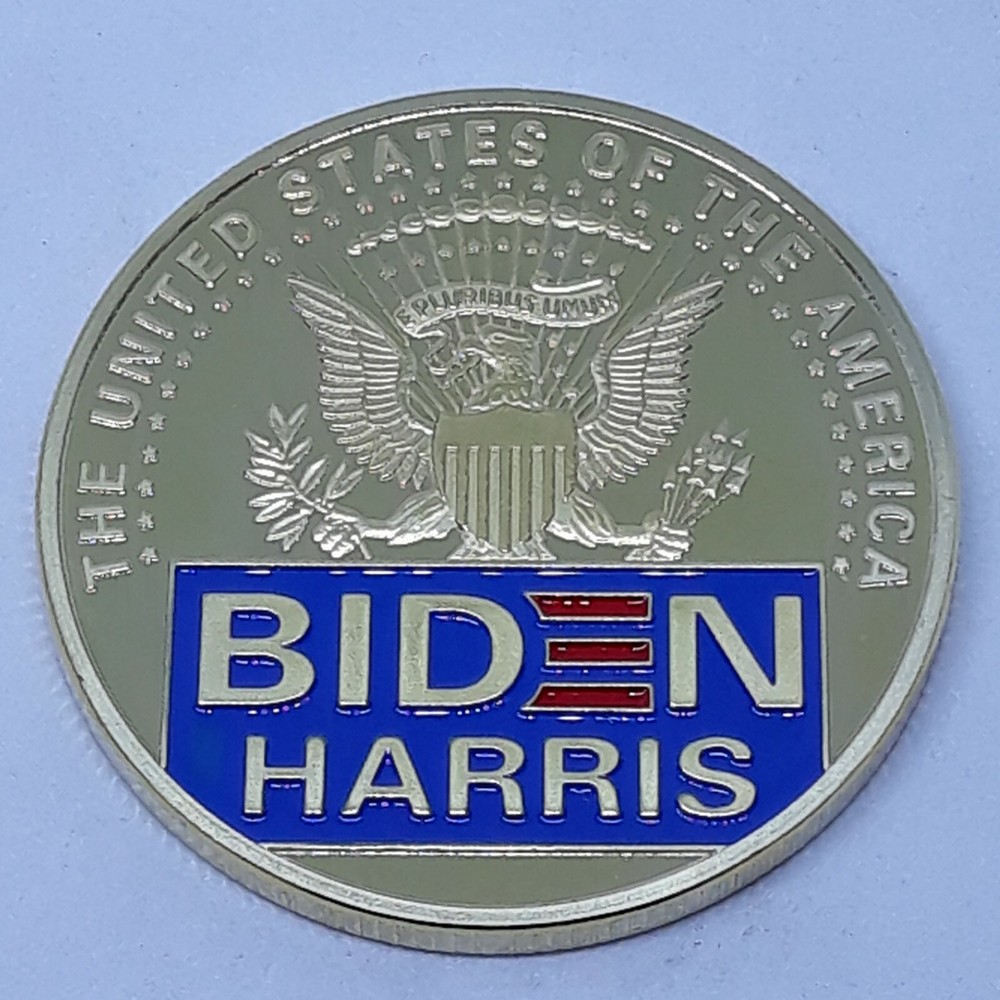 THE UNITED STATES OF THE AMERICA
E PLURIBUS UNUM
BIDEN
HARRIS